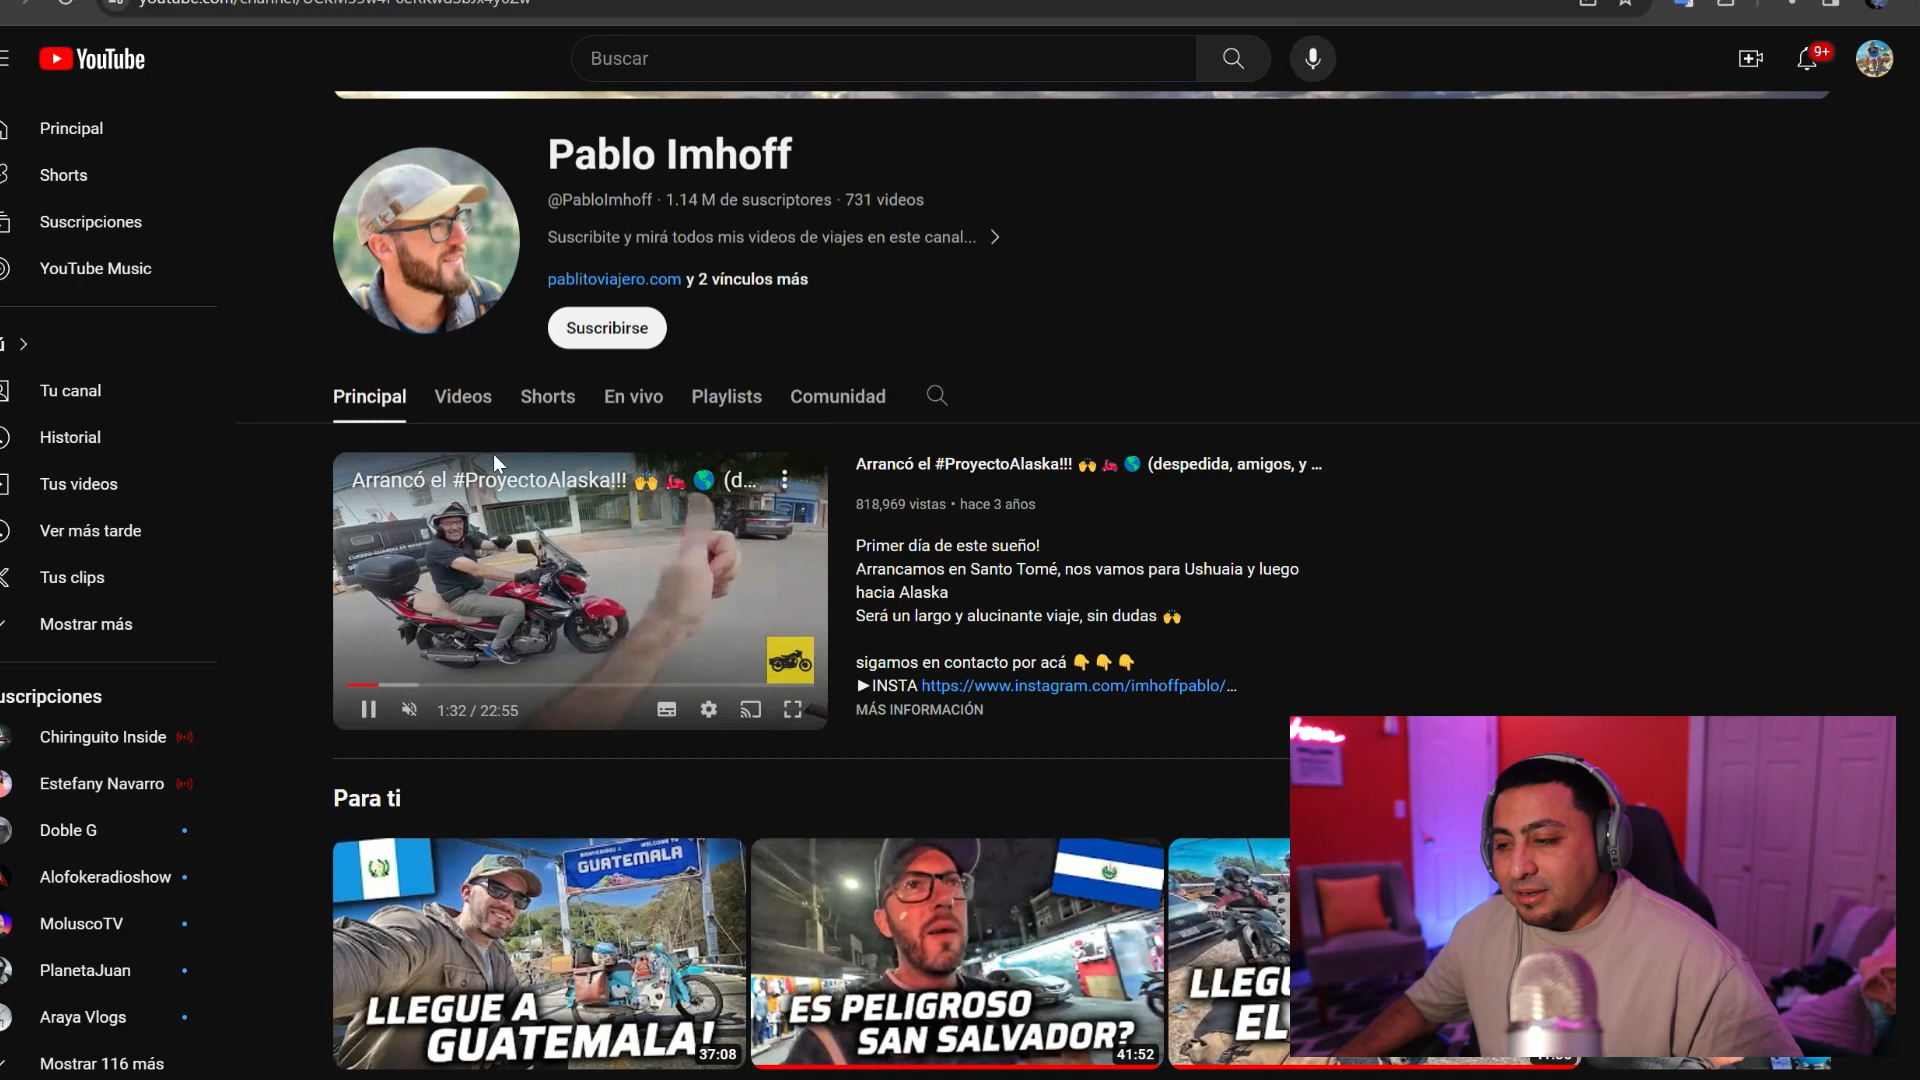 YouTube
Buscar
9+
Principal
Shorts
Suscripciones
YouTube Music
Tu canal
Historial
Tus videos
Ver más tarde
Tus clips
Mostrar más
Chiringuito Inside
Estefany Navarro
Doble G
Alofokeradioshow
MoluscoTV
PlanetaJuan
Araya Vlogs
Mostrar 116 más
Pablo Imhoff
@PabloImhoff · 1.14 M de suscriptores · 731 videos
Suscribite y mirá todos mis videos de viajes en este canal...
pablitoviajero.com y 2 vínculos más
Suscribirse
Principal Videos Shorts En vivo Playlists Comunidad
Arrancó el #ProyectoAlaska!!! 🙌 🛵 🌎 (d...
1:32 / 22:55
Arrancó el #ProyectoAlaska!!! 🙌 🛵 🌎 (despedida, amigos, y ...
818,969 vistas • hace 3 años
Primer día de este sueño!
Arrancamos en Santo Tomé, nos vamos para Ushuaia y luego
hacia Alaska
Será un largo y alucinante viaje, sin dudas 🙌
sigamos en contacto por acá 👇 👇 👇
▶INSTA https://www.instagram.com/imhoffpablo/...
MÁS INFORMACIÓN
Para ti
GUATEMALA
LLEGUE A
GUATEMALA!
37:08
ES PELIGROSO
SAN SALVADOR?
41:52